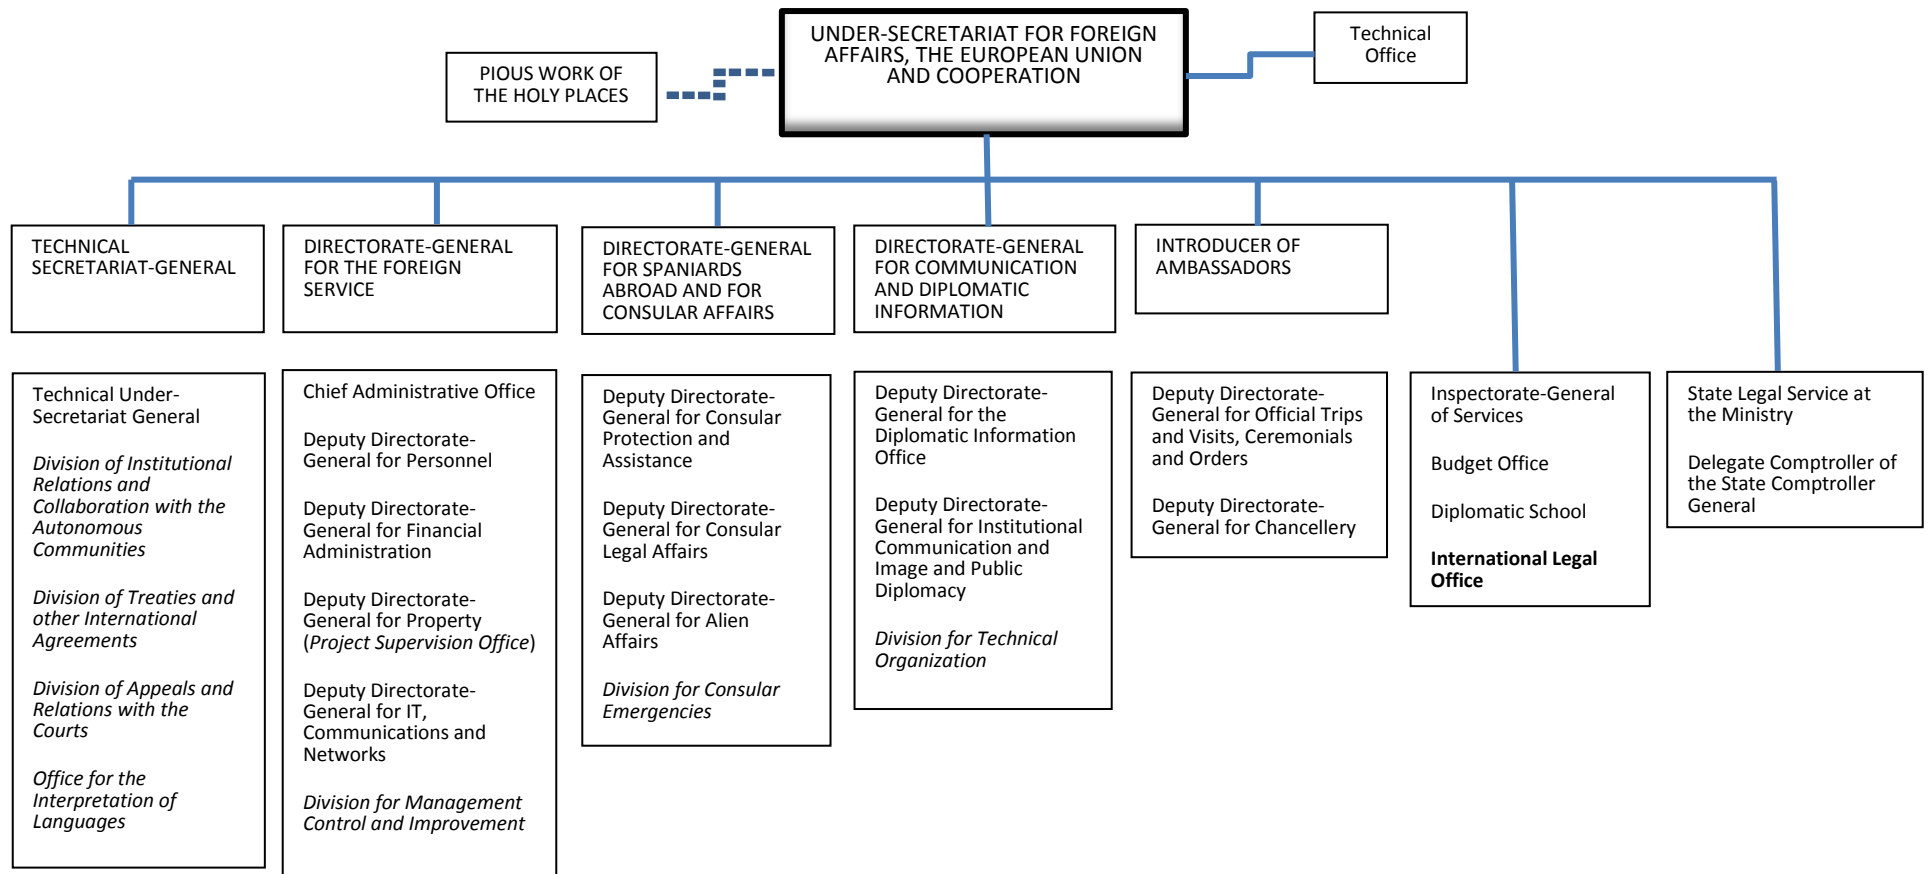 UNDER-SECRETARIAT FOR FOREIGN
AFFAIRS, THE EUROPEAN UNION
AND COOPERATION
Technical
Office
PIOUS WORK OF
THE HOLY PLACES
TECHNICAL
SECRETARIAT-GENERAL
DIRECTORATE-GENERAL
FOR THE FOREIGN
SERVICE
DIRECTORATE-GENERAL
FOR SPANIARDS
ABROAD AND FOR
CONSULAR AFFAIRS
DIRECTORATE-GENERAL
FOR COMMUNICATION
AND DIPLOMATIC
INFORMATION
INTRODUCER OF
AMBASSADORS
Technical Under-
Secretariat General
Division of Institutional
Relations and
Collaboration with the
Autonomous
Communities
Division of Treaties and
other International
Agreements
Division of Appeals and
Relations with the
Courts
Office for the
Interpretation of
Languages
Chief Administrative Office
Deputy Directorate-
General for Personnel
Deputy Directorate-
General for Financial
Administration
Deputy Directorate-
General for Property
(Project Supervision Office)
Deputy Directorate-
General for IT,
Communications and
Networks
Division for Management
Control and Improvement
Deputy Directorate-
General for Consular
Protection and
Assistance
Deputy Directorate-
General for Consular
Legal Affairs
Deputy Directorate-
General for Alien
Affairs
Division for Consular
Emergencies
Deputy Directorate-
General for the
Diplomatic Information
Office
Deputy Directorate-
General for Institutional
Communication and
Image and Public
Diplomacy
Division for Technical
Organization
Deputy Directorate-
General for Official Trips
and Visits, Ceremonials
and Orders
Deputy Directorate-
General for Chancellery
Inspectorate-General
of Services
Budget Office
Diplomatic School
International Legal
Office
State Legal Service at
the Ministry
Delegate Comptroller of
the State Comptroller
General